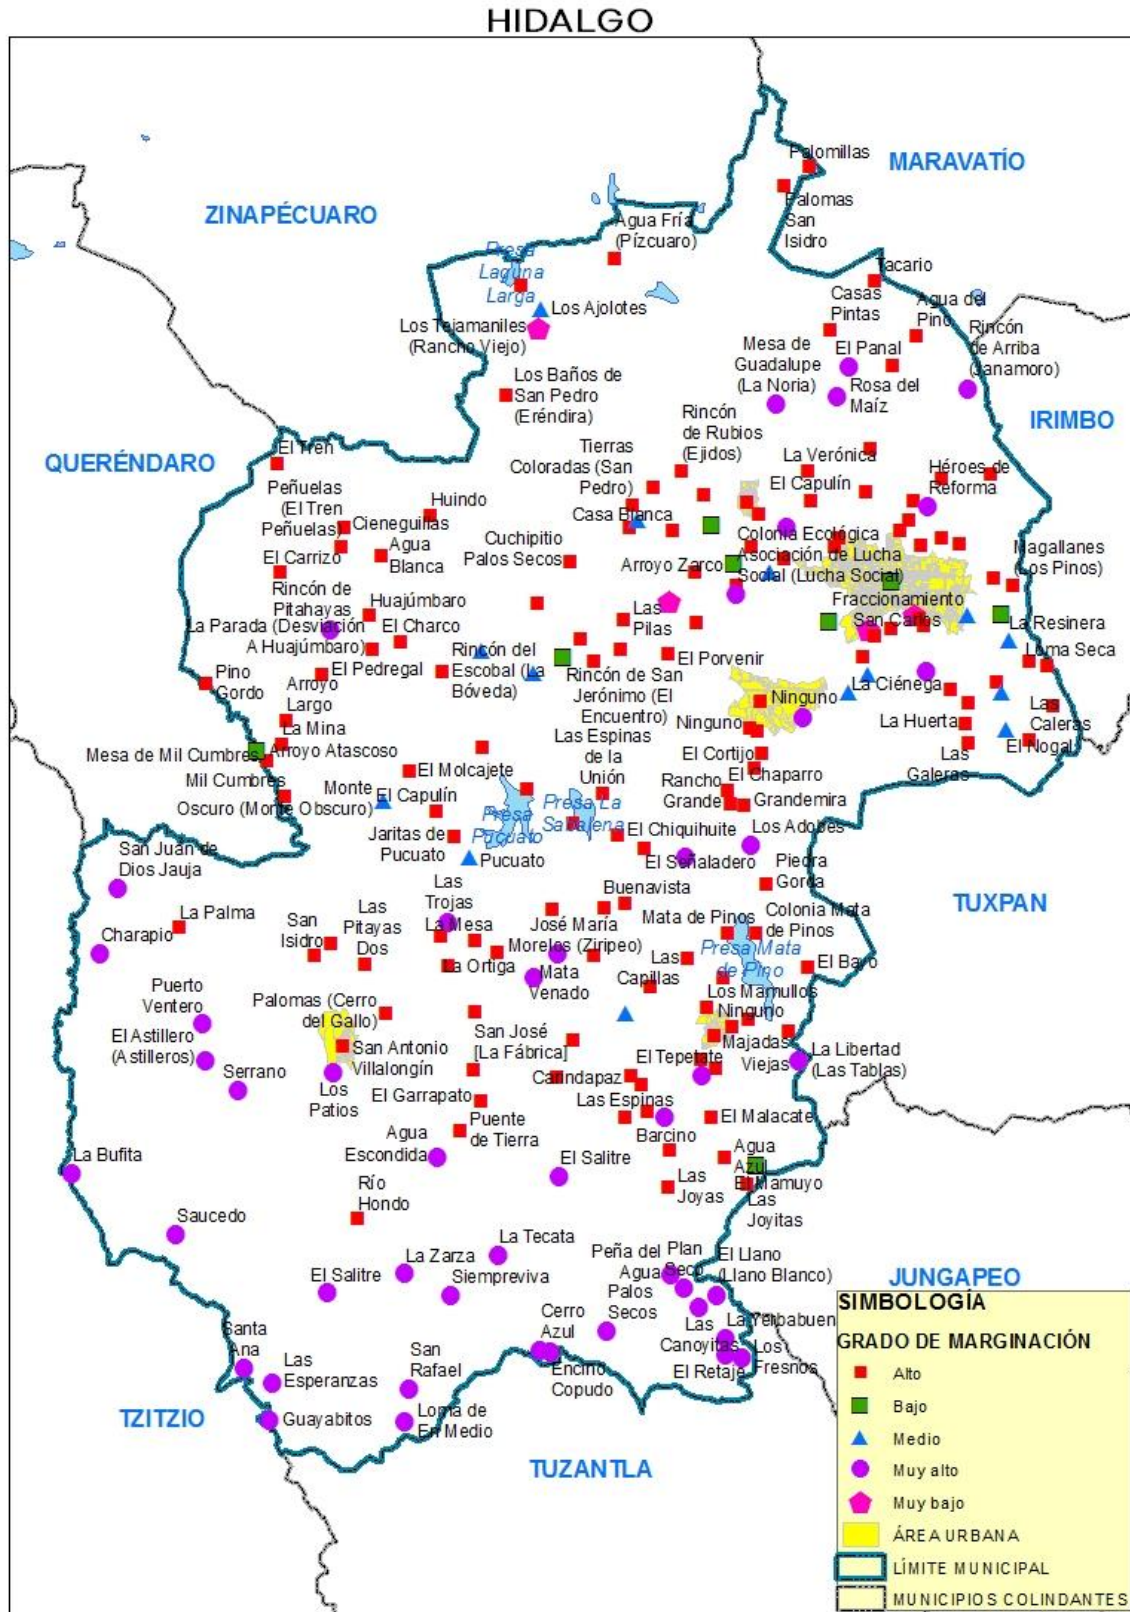 HIDALGO
MARAVATÍO
ZINAPÉCUARO
Palomillas
Palomas
San
Isidro
Agua Fría
(Pízcuaro)
Presa
Laguna
Larga
Tacario
Los Ajolotes
Casas
Pintas
Agua del
Pino
Rincón
de Arriba
(Janamoro)
Los Tejamaniles
(Rancho Viejo)
Mesa de
Guadalupe
(La Noria)
El Panal
Rosa del
Maíz
Los Baños de
San Pedro
(Eréndira)
IRIMBO
QUERÉNDARO
El Tren
Rincón
de Rubios
(Ejidos)
Tierras
Coloradas (San
Pedro)
La Verónica
El Capulín
Héroes de
Reforma
Peñuelas
(El Tren
Peñuelas)
Huindo
Cieneguillas
Casa Blanca
Cuchipitio
Palos Secos
Colonia Ecológica
Asociación de Lucha
Social (Lucha Social)
Magallanes
(Los Pinos)
El Carrizo
Agua
Blanca
Arroyo Zarco
Rincón de
Pitahayas
Huajúmbaro
Fraccionamiento
San Carlos
La Parada (Desviación
A Huajúmbaro)
El Charco
Las
Pilas
La Resinera
Loma Seca
El Pedregal
Rincón del
Escobal (La
Bóveda)
El Porvenir
Pino
Gordo
Arroyo
Largo
Rincón de San
Jerónimo (El
Encuentro)
Ninguno
La Ciénega
Las
Caleras
La Mina
Ninguno
La Huerta
El Nogal
Mesa de Mil Cumbres
Arroyo Atascoso
Las Espinas
de la
Unión
El Cortijo
Las
Galeras
Mil Cumbres
El Molcajete
El Chaparro
Monte
Oscuro (Monte Obscuro)
El Capulín
Rancho
Grande
Grandemira
Presa
Pucuato
Presa La
Sabaneta
Jaritas de
Pucuato
El Chiquihuite
Los Adobes
San Juan de
Dios Jauja
Pucuato
El Señaladero
Piedra
Gorda
TUXPAN
Las
Trojas
Buenavista
La Palma
San
Isidro
Las
Pitayas
Dos
La Mesa
José María
Morelos (Ziripeo)
Mata de Pinos
Colonia Mata
de Pinos
Charapio
Presa Mata
de Pino
La Ortiga
Mata
Venado
Las
Capillas
El Bayo
Puerto
Ventero
Palomas (Cerro
del Gallo)
Los Mamullos
Ninguno
El Astillero
(Astilleros)
San José
[La Fábrica]
Majadas
Viejas
San Antonio
Villalongín
El Tepetate
La Libertad
(Las Tablas)
Serrano
Los
Patios
Carindapaz
El Garrapato
Las Espinas
Puente
de Tierra
El Malacate
Barcino
Agua
Escondida
Agua
Azul
La Bufita
El Salitre
El Mamuyo
Río
Hondo
Las
Joyas
Las
Joyitas
Saucedo
La Tecata
Peña del
Agua
Plan
Seco
El Llano
(Llano Blanco)
La Zarza
JUNGAPEO
El Salitre
Siempreviva
Palos
Secos
Santa
Ana
Cerro
Azul
Las
Canoyitas
La Yerbabuen
Las
Esperanzas
San
Rafael
Encino
Copudo
El Retaje
Los
Fresnos
TZITZIO
Guayabitos
Loma de
En Medio
TUZANTLA
SIMBOLOGÍA
GRADO DE MARGINACIÓN
Alto
Bajo
Medio
Muy alto
Muy bajo
ÁREA URBANA
LÍMITE MUNICIPAL
MUNICIPIOS COLINDANTES